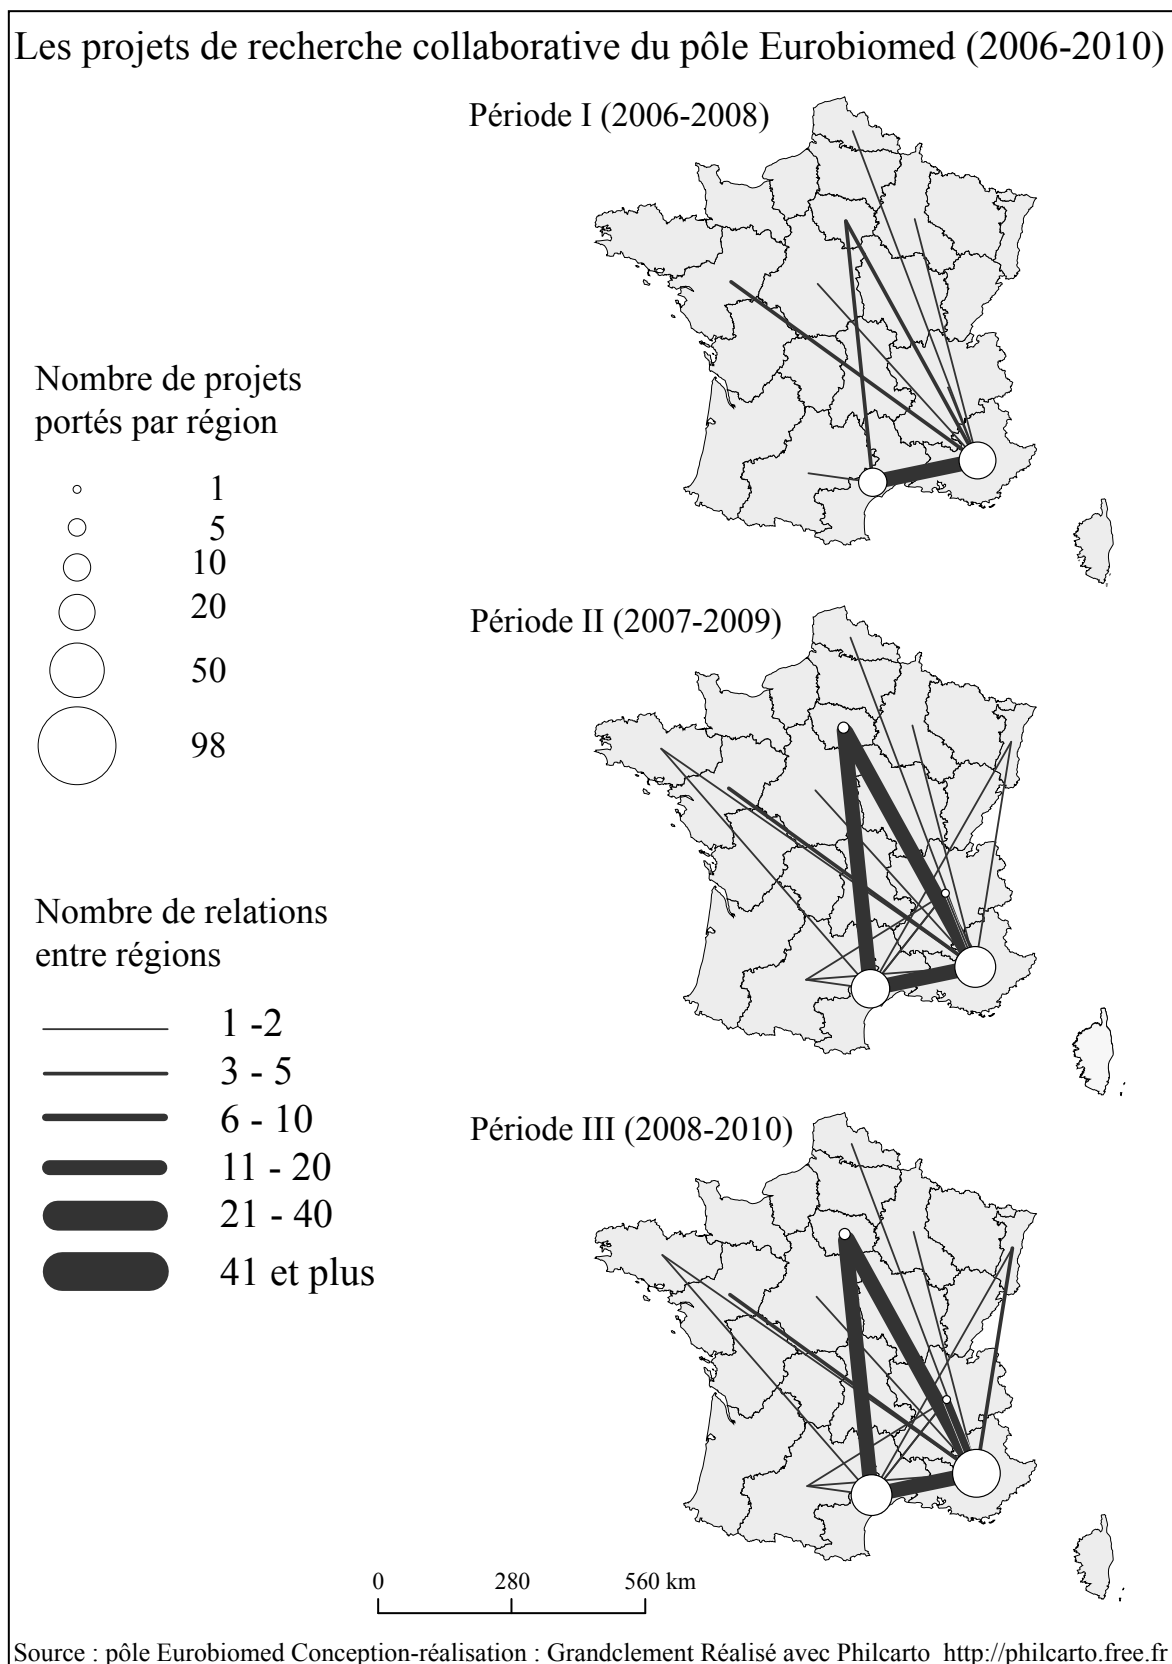 Les projets de recherche collaborative du pôle Eurobiomed (2006-2010)
Période I (2006-2008)
Nombre de projets
portés par région
1
5
10
20
50
98
Période II (2007-2009)
Nombre de relations
entre régions
1 -2
3 - 5
6 - 10
11 - 20
21 - 40
41 et plus
Période III (2008-2010)
0 280 560 km
Source : pôle Eurobiomed Conception-réalisation : Grandclement Réalisé avec Philcarto http://philcarto.free.fr